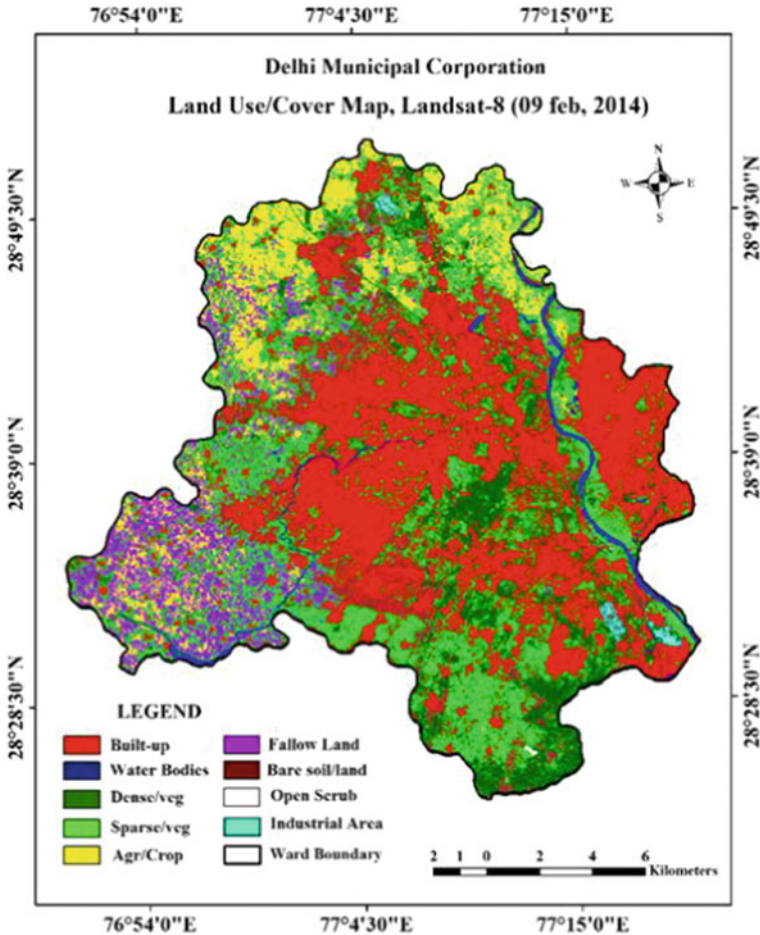 76°54'0"E 77°4'30"E 77°15'0"E
Delhi Municipal Corporation
Land Use/Cover Map, Landsat-8 (09 feb, 2014)
N
W E
S
28°49'30"N 28°49'30"N
28°39'0"N 28°39'0"N
28°28'30"N 28°28'30"N
LEGEND
Built-up Fallow Land
Water Bodies Bare soil/land
Dense/veg Open Scrub
Sparse/veg Industrial Area
Agr/Crop Ward Boundary
2 1 0 2 4 6
Kilometers
76°54'0"E 77°4'30"E 77°15'0"E